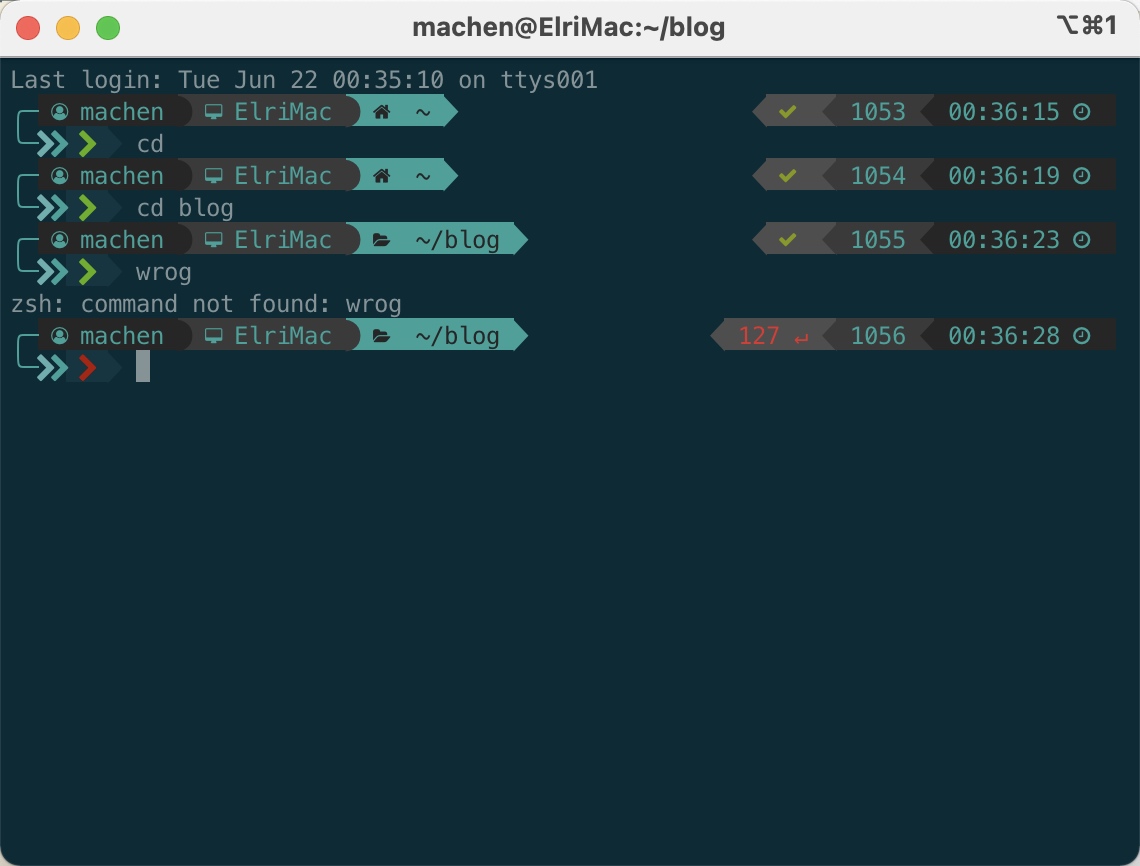 machen@ElriMac:~/blog ⌥⌘1
Last login: Tue Jun 22 00:35:10 on ttys001
machen ElriMac ~ ✔ 1053 00:36:15
cd
machen ElriMac ~ ✔ 1054 00:36:19
cd blog
machen ElriMac ~/blog ✔ 1055 00:36:23
wrog
zsh: command not found: wrog
machen ElriMac ~/blog 127 ↵ 1056 00:36:28